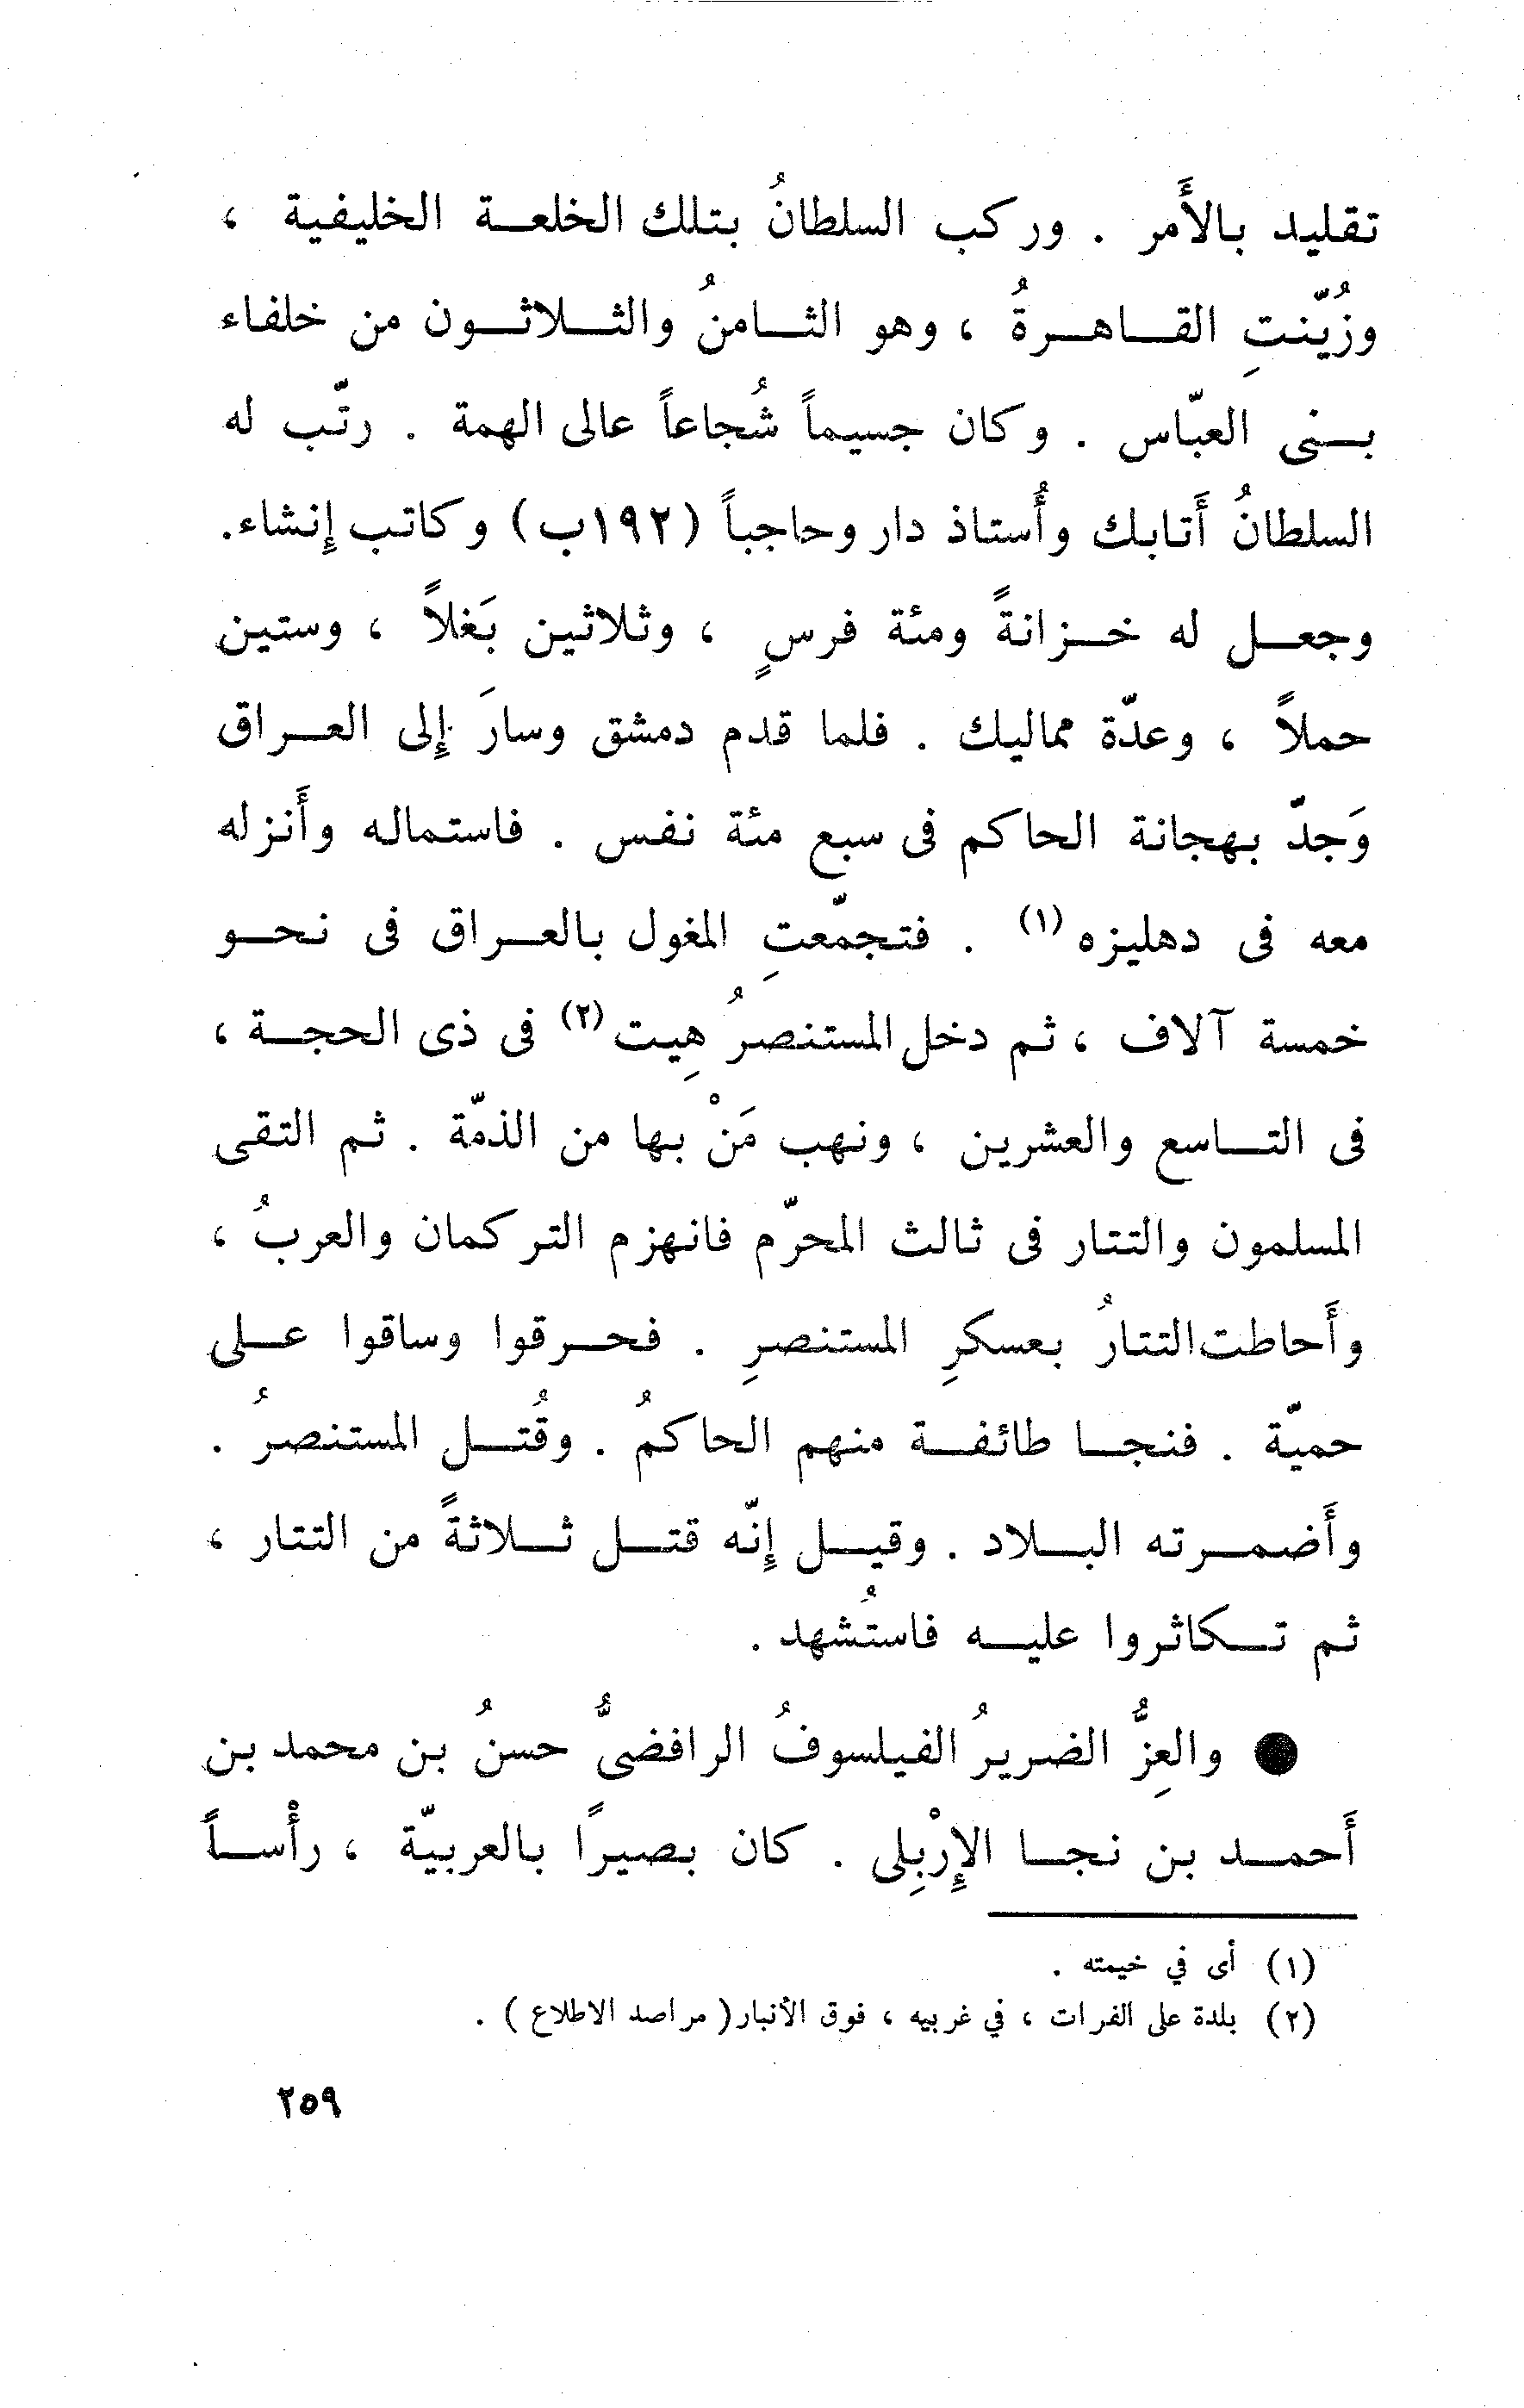 تقليد بالأَمر . وركب السلطانُ بتلك الخلعة الخليفية ،
وزُيّنتِ القاهرةُ ، وهو الثامنُ والثلاثون من خلفاء
بنى العبّاس . وكان جسيماً شُجاعاً عالى الهمة . رتّب له
السلطانُ أَتابك وأُستاذ دار وحاجباً (١٩٢ب) وكاتب إِنشاء.
وجعل له خزانةً ومئة فرسٍ ، وثلاثين بَغلاً ، وستين
حملاً ، وعدّة مماليك . فلما قدم دمشق وسارَ إِلى العراق
وَجدّ بهجانة الحاكم فى سبع مئة نفس . فاستماله وأَنزله
معه فى دهليزه (١) . فتجمّعتِ المغول بالعراق فى نحو
خمسة آلاف ، ثم دخل المستنصرُ هِيت (٢) فى ذى الحجة ،
فى التاسع والعشرين ، ونهب مَنْ بها من الذمّة . ثم التقى
المسلمون والتتار فى ثالث المحرّم فانهزم التركمان والعربُ ،
وأَحاطت التتارُ بعسكرِ المستنصرِ . فحرقوا وساقوا على
حميّة . فنجا طائفة منهم الحاكمُ . وقُتل المستنصرُ .
وأَضمرته البلاد . وقيل إِنّه قتل ثلاثةً من التتار ،
ثم تكاثروا عليه فاستُشهد .
● والعِزُّ الضريرُ الفيلسوفُ الرافضىُّ حسنُ بن محمد بن
أَحمد بن نجا الإِرْبِلى . كان بصيرًا بالعربيّة ، رأْساً
(١) أى في خيمته .
(٢) بلدة على الفرات ، في غربيه ، فوق الأنبار (مراصد الاطلاع ) .
٢٥٩